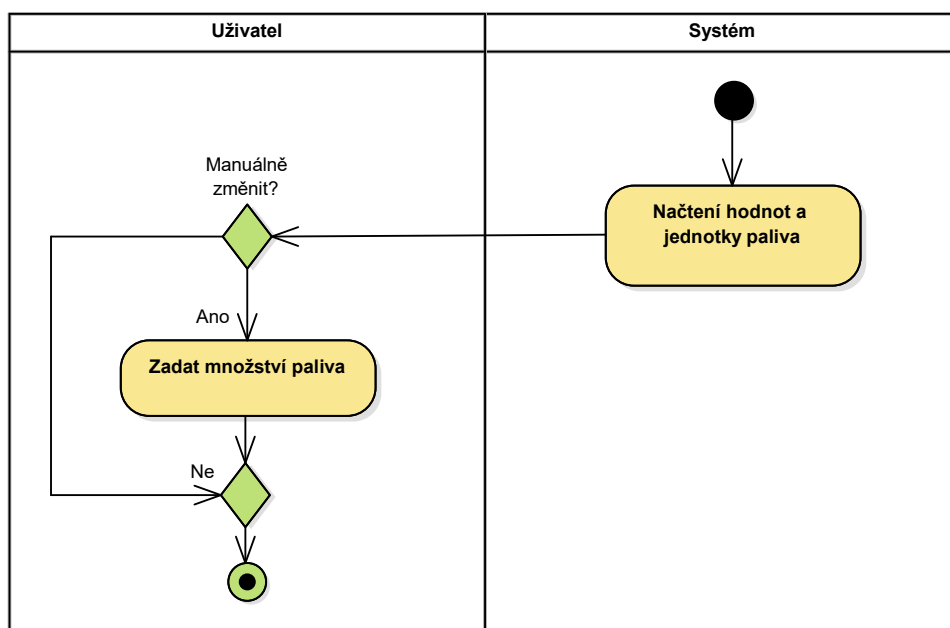 Uživatel
Systém
Manuálně
změnit?
Načtení hodnot a
jednotky paliva
Ano
Zadat množství paliva
Ne